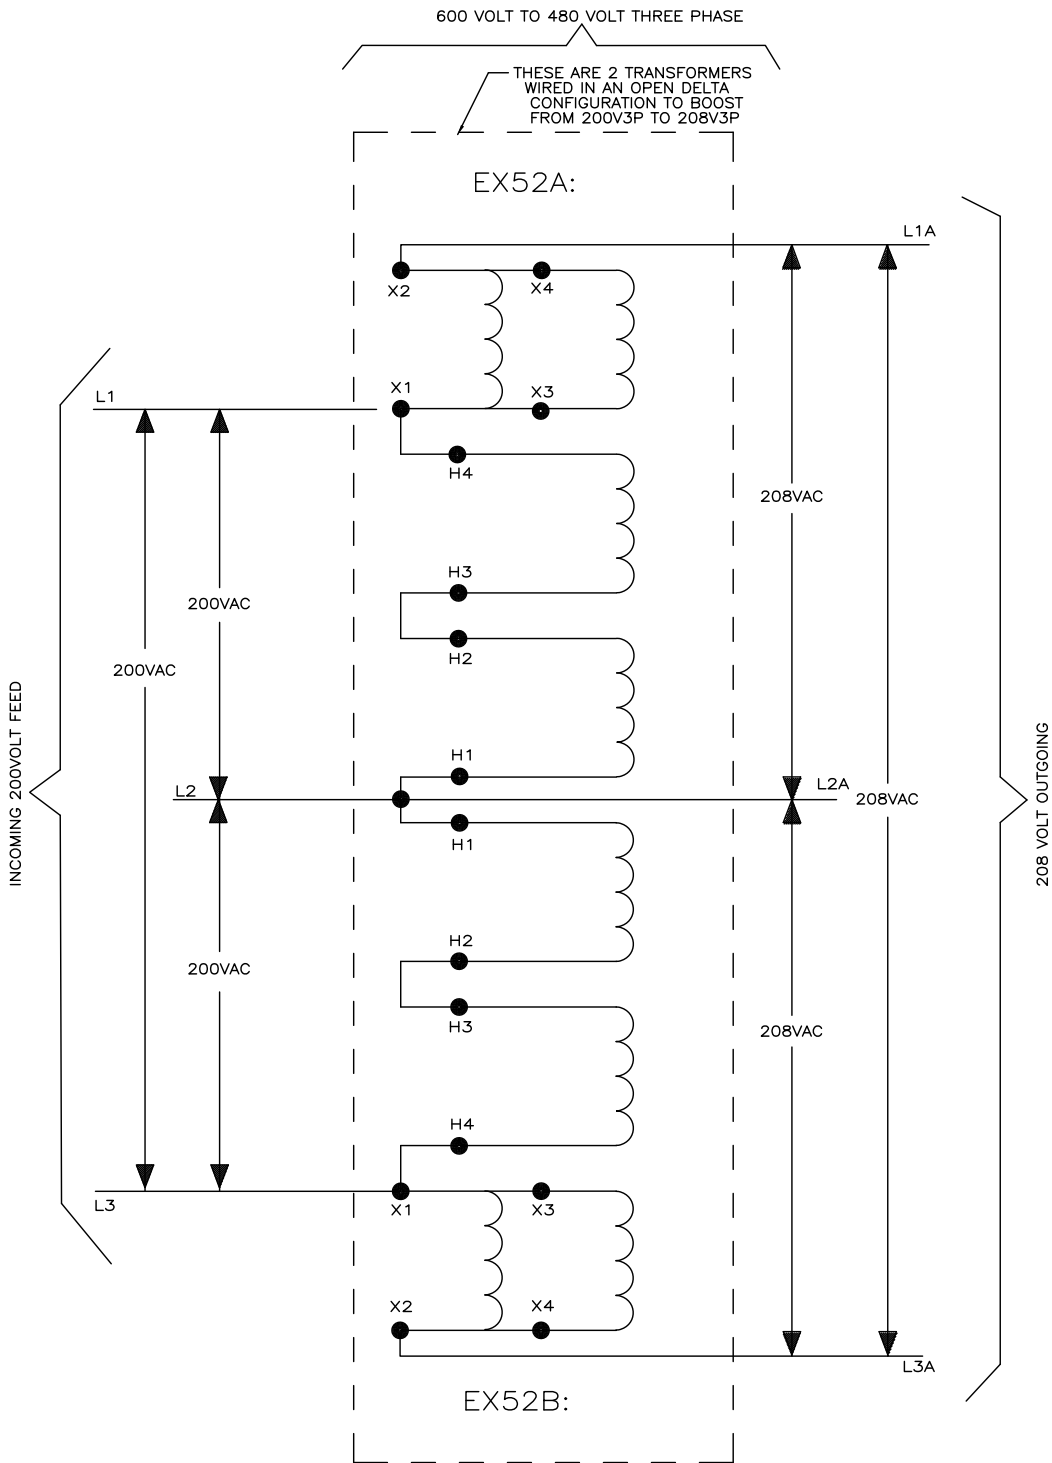 600 VOLT TO 480 VOLT THREE PHASE
THESE ARE 2 TRANSFORMERS
WIRED IN AN OPEN DELTA
CONFIGURATION TO BOOST
FROM 200V3P TO 208V3P
EX52A:
L1A
X2
X4
X1
X3
L1
H4
208VAC
H3
200VAC
H2
200VAC
INCOMING 200VOLT FEED
H1
L2
L2A
208VAC
208 VOLT OUTGOING
H1
H2
200VAC
H3
208VAC
H4
L3
X1
X3
X2
X4
L3A
EX52B: